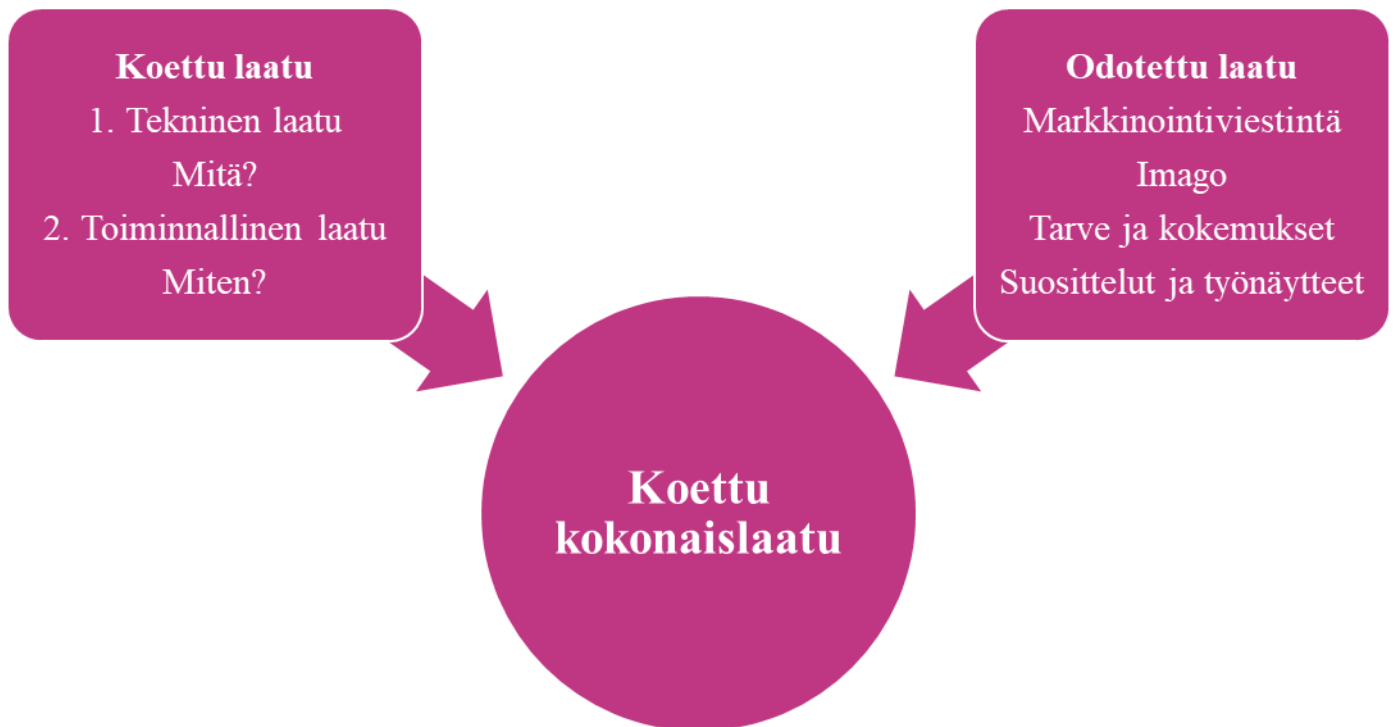 Koettu laatu
1. Tekninen laatu
Mitä?
2. Toiminnallinen laatu
Miten?
Odotettu laatu
Markkinointiviestintä
Imago
Tarve ja kokemukset
Suosittelut ja työnäytteet
Koettu
kokonaislaatu